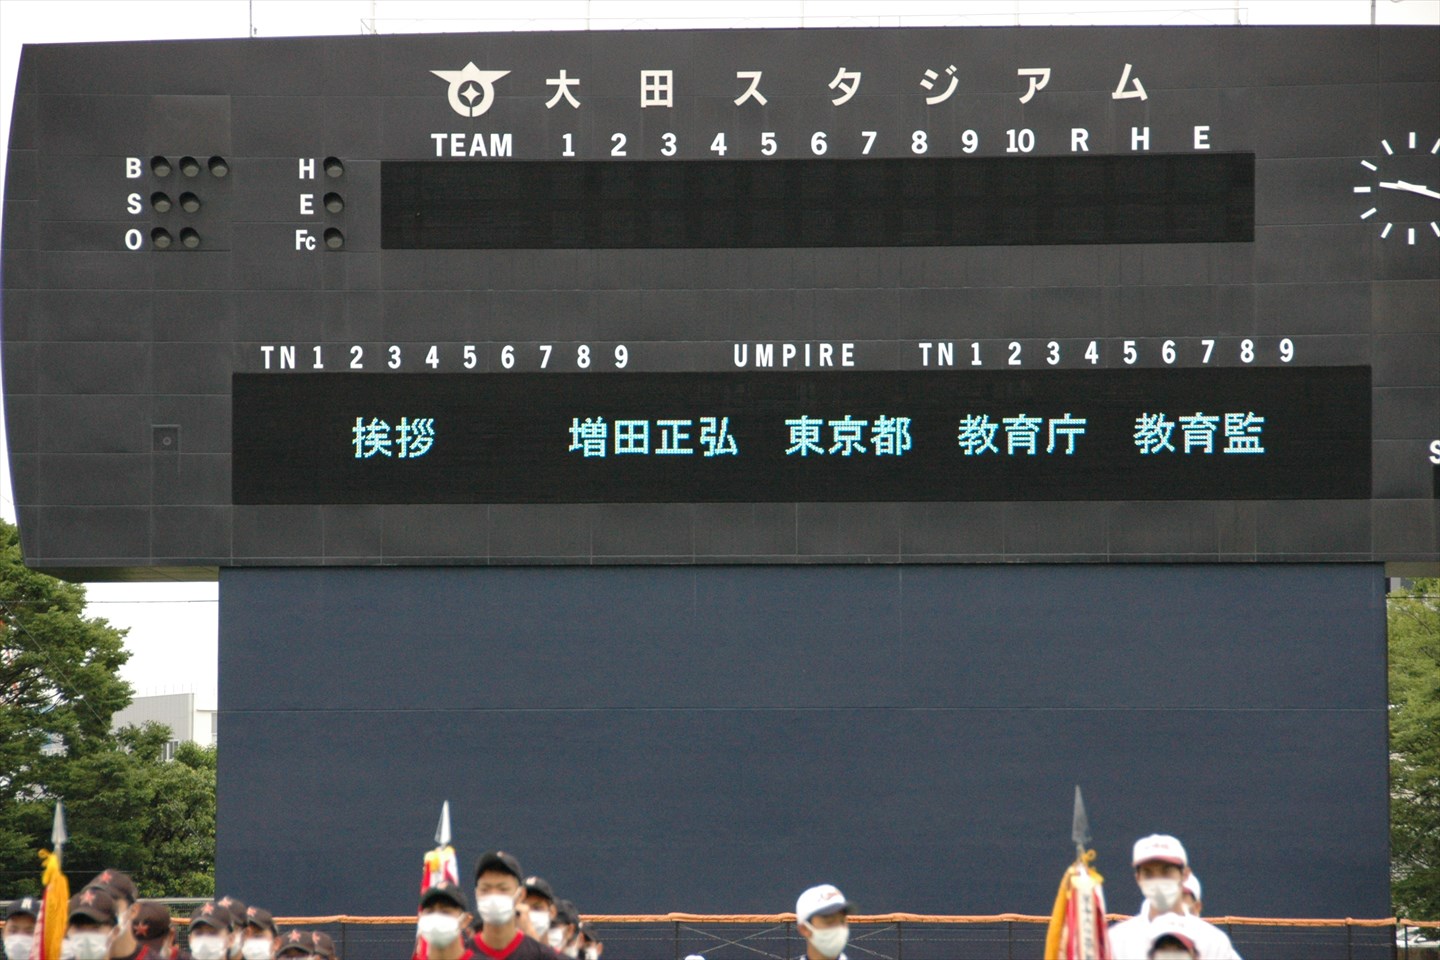 大田スタジアム
TEAM 1 2 3 4 5 6 7 8 9 10 R H E
B H
S E
O Fc
TN 1 2 3 4 5 6 7 8 9 UMPIRE TN 1 2 3 4 5 6 7 8 9
挨拶 増田正弘 東京都 教育庁 教育監
S